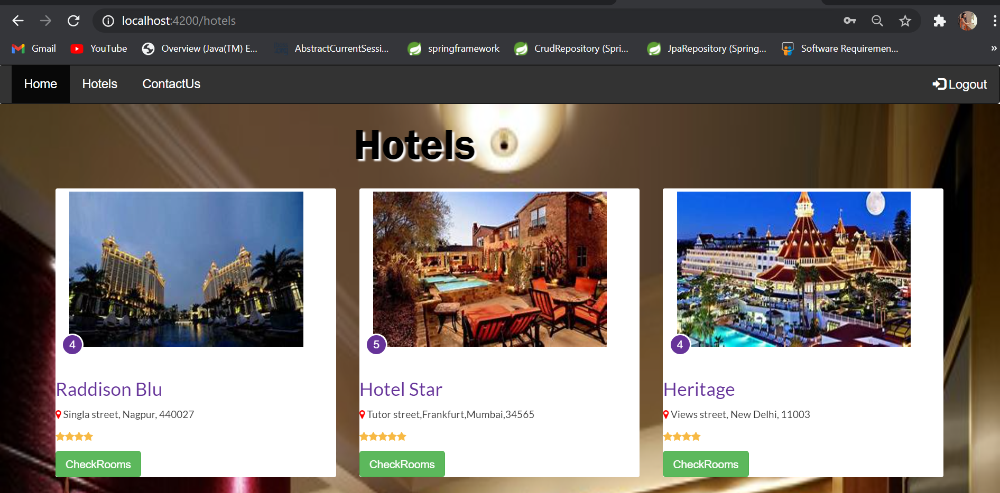 localhost:4200/hotels
Gmail YouTube Overview (Java(TM) E... AbstractCurrentSessi... springframework CrudRepository (Spri... JpaRepository (Spring... Software Requiremen... »
Home Hotels ContactUs Logout
Hotels
4 5 4
Raddison Blu Hotel Star Heritage
Singla street, Nagpur, 440027 Tutor street,Frankfurt,Mumbai,34565 Views street, New Delhi, 11003
CheckRooms CheckRooms CheckRooms